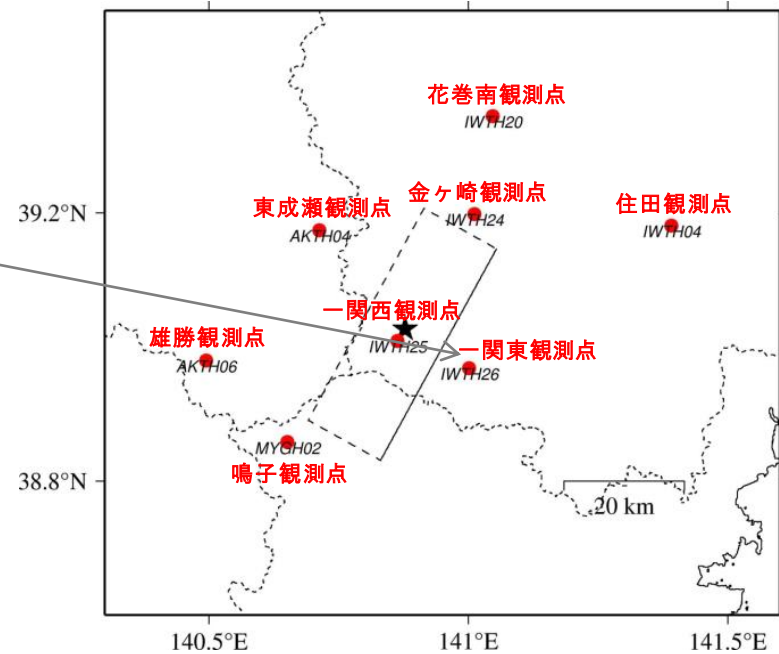 花巻南観測点
IWTH20
金ヶ崎観測点
IWTH24
住田観測点
IWTH04
東成瀬観測点
AKTH04
39.2°N
一関西観測点
IWTH25
雄勝観測点
AKTH06
一関東観測点
IWTH26
MYGH02
鳴子観測点
38.8°N
20 km
140.5°E
141°E
141.5°E